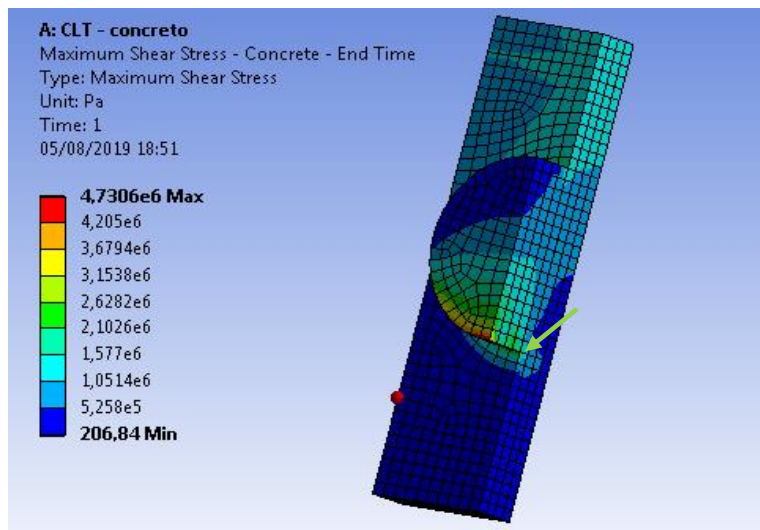 A: CLT - concreto
Maximum Shear Stress - Concrete - End Time
Type: Maximum Shear Stress
Unit: Pa
Time: 1
05/08/2019 18:51
4,7306e6 Max
4,205e6
3,6794e6
3,1538e6
2,6282e6
2,1026e6
1,577e6
1,0514e6
5,258e5
206,84 Min